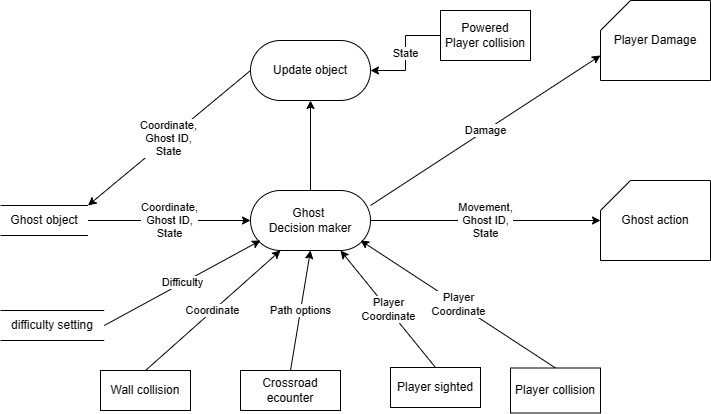 Powered
Player collision
Player Damage
State
Update object
Coordinate,
Ghost ID,
State
Damage
Ghost object
Coordinate,
Ghost ID,
State
Ghost
Decision maker
Movement,
Ghost ID,
State
Ghost action
Difficulty
difficulty setting
Coordinate
Path options
Player
Coordinate
Player
Coordinate
Wall collision
Crossroad
ecounter
Player sighted
Player collision